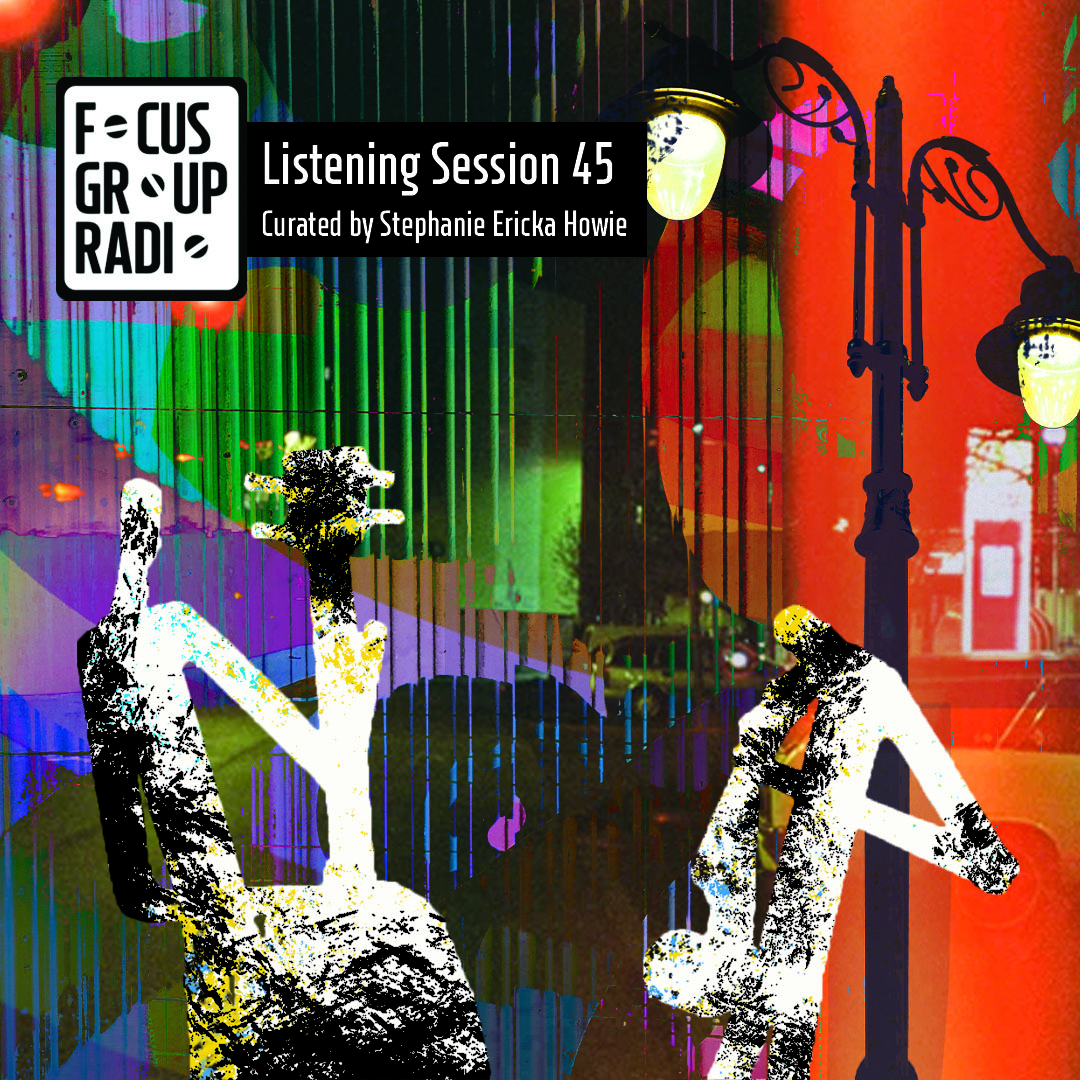 FOCUS
GROUP
RADIO
Listening Session 45
Curated by Stephanie Ericka Howie